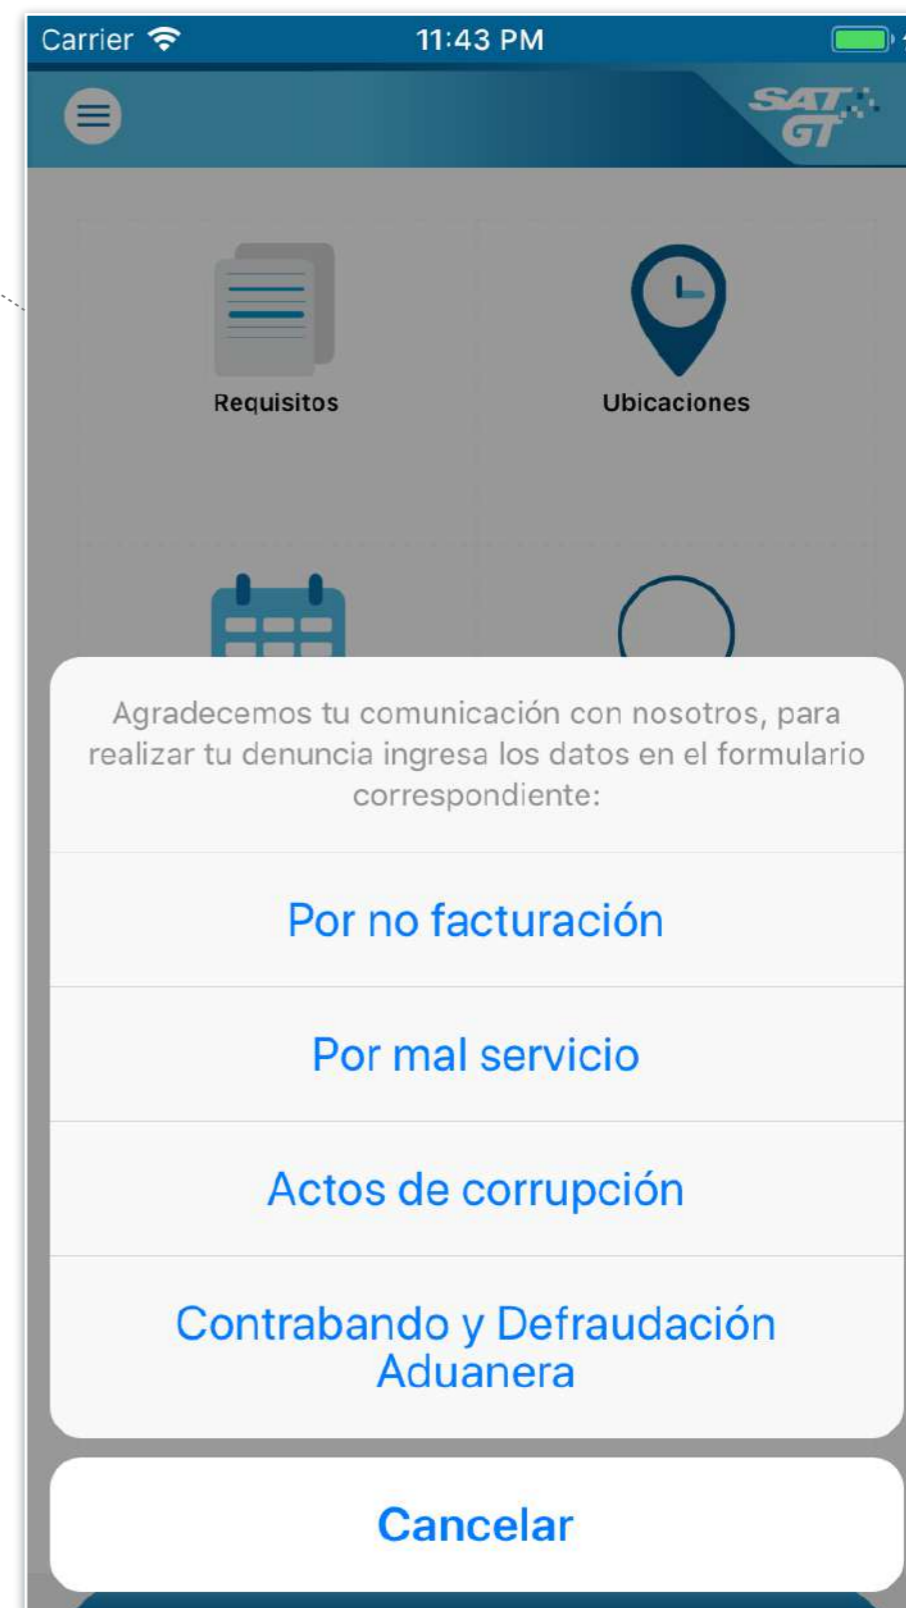 Carrier 11:43 PM
SAT
GT
Requisitos Ubicaciones
Agradecemos tu comunicación con nosotros, para
realizar tu denuncia ingresa los datos en el formulario
correspondiente:
Por no facturación
Por mal servicio
Actos de corrupción
Contrabando y Defraudación
Aduanera
Cancelar